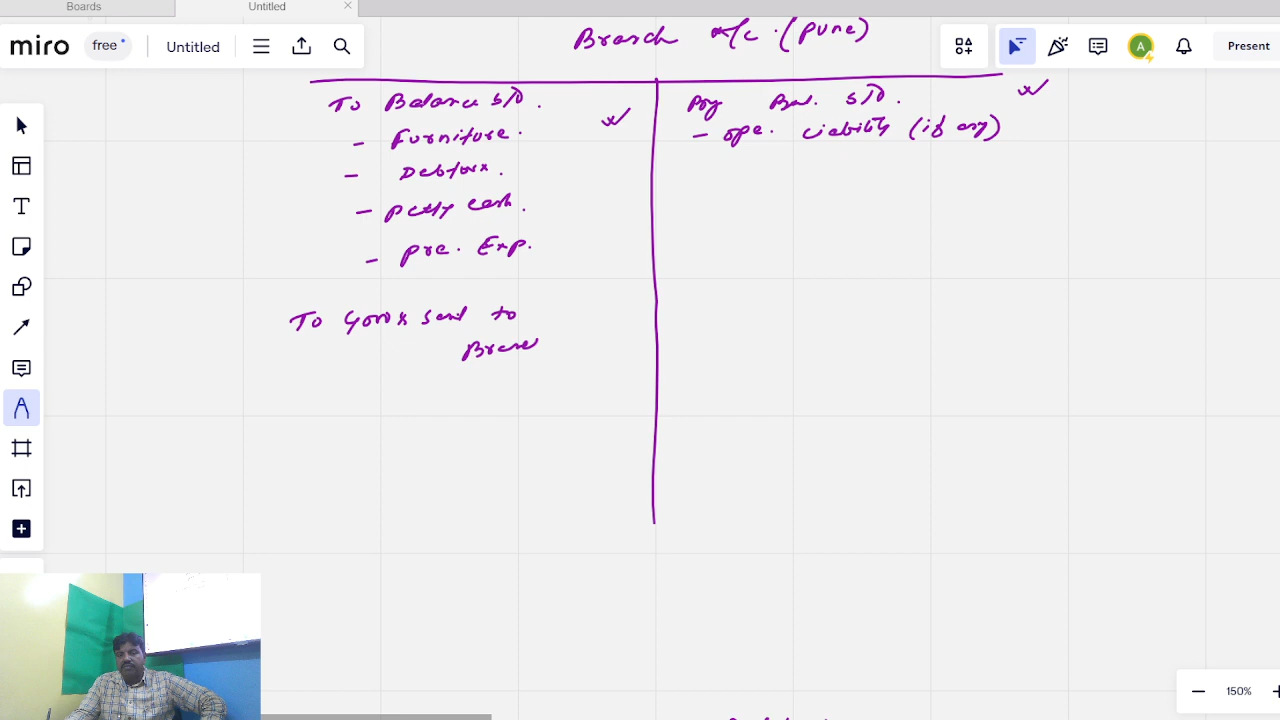 Boards
Untitled
miro
free
Untitled
Present
Branch A/c. (Pune)
To Balance b/D.
By Bal. b/D.
- Furniture.
- ope. Liability (if any)
- Debtors.
- Petty cash.
- pre. Exp.
To Goods sent to
Branch
A
150%